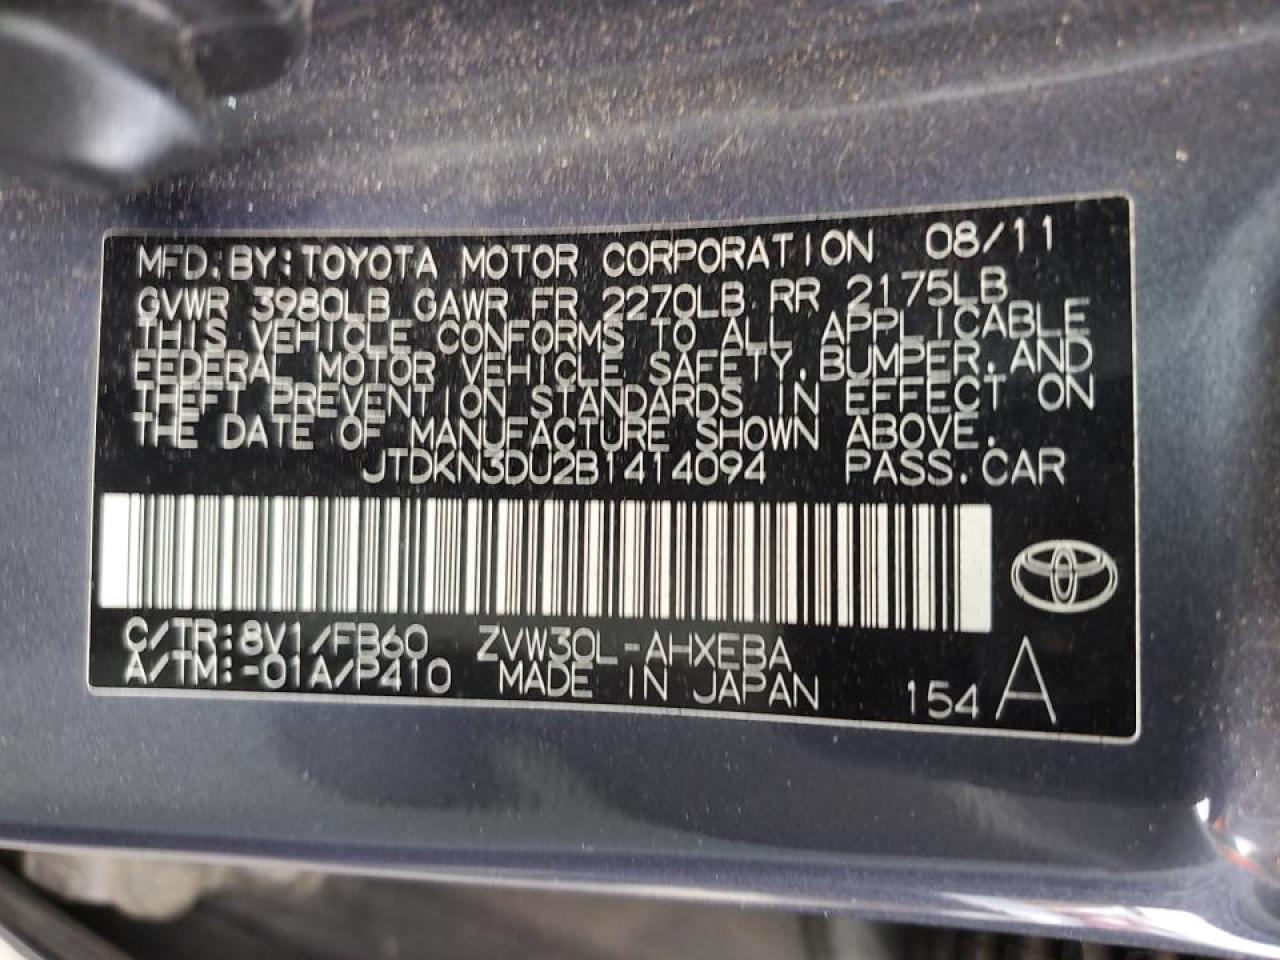 MFD.BY:TOYOTA MOTOR CORPORATION 08/11
GVWR 3980LB GAWR FR 2270LB RR 2175LB
THIS VEHICLE CONFORMS TO ALL APPLICABLE
FEDERAL MOTOR VEHICLE SAFETY,BUMPER,AND
THEFT PREVENTION STANDARDS IN EFFECT ON
THE DATE OF MANUFACTURE SHOWN ABOVE.
JTDKN3DU2B1414094 PASS.CAR
C/TR:8V1/FB60 ZVW30L-AHXEBA
A/TM:-01A/P410 MADE IN JAPAN 154 A